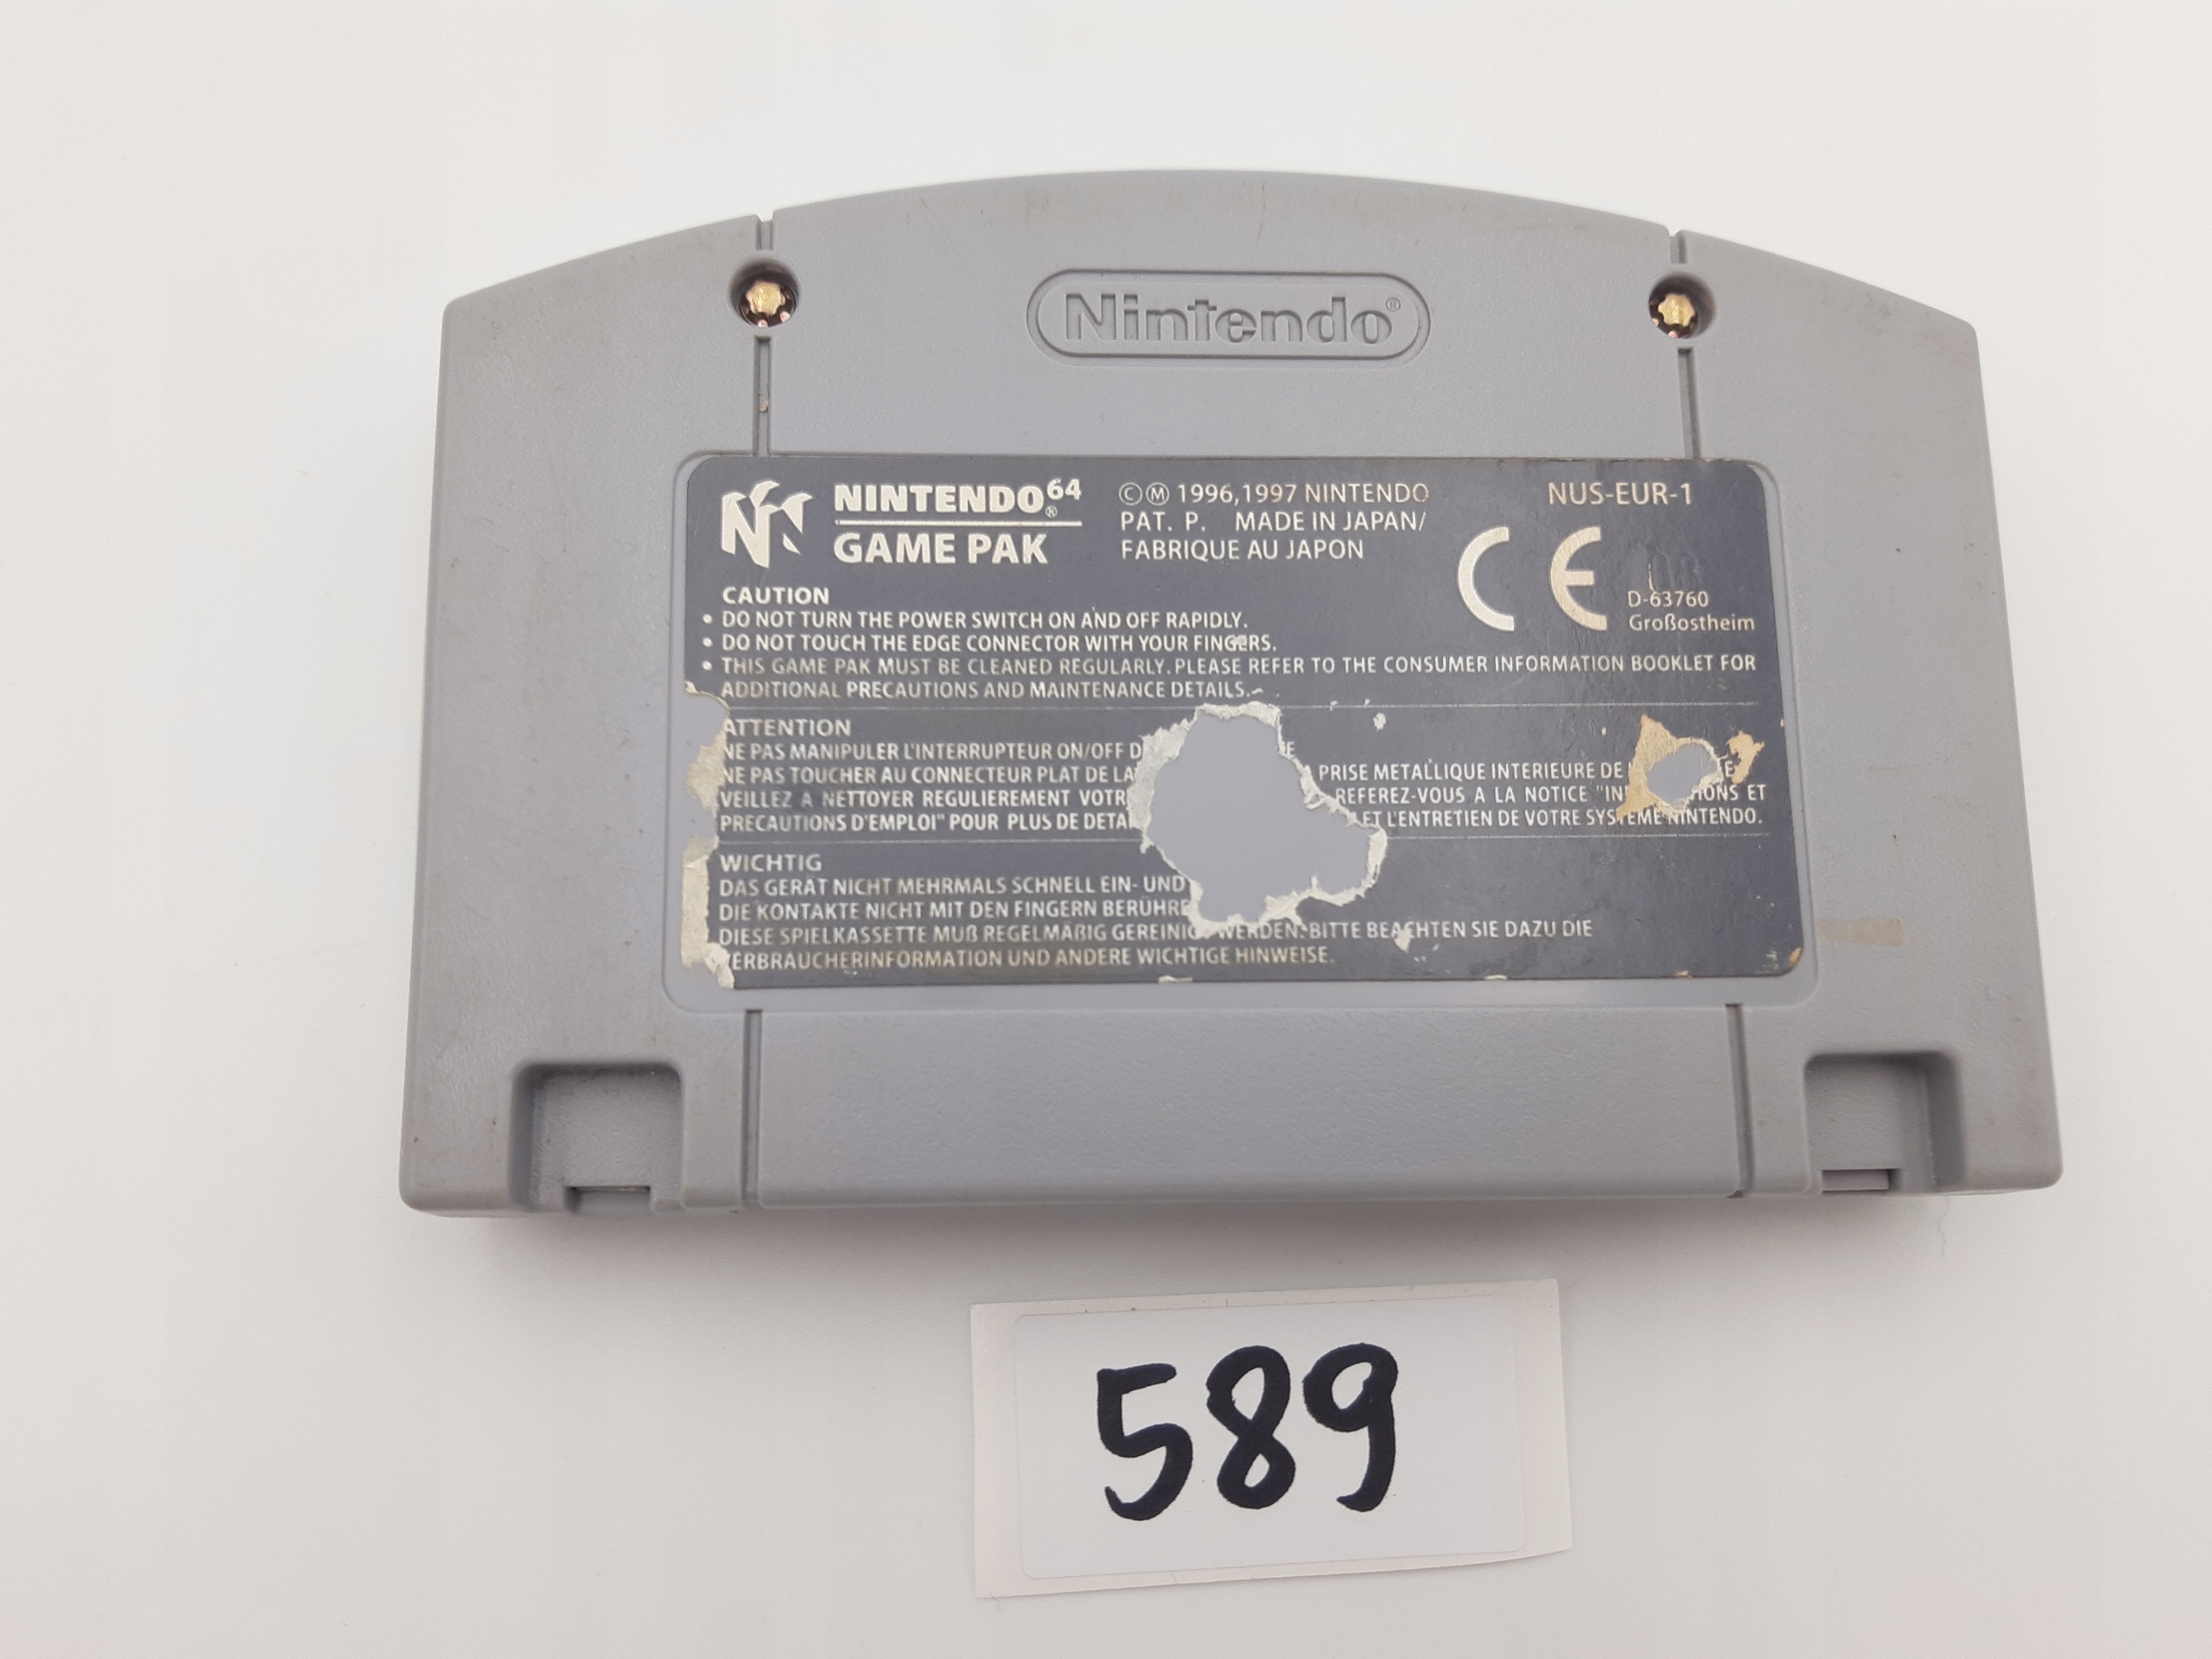 Nintendo®
NINTENDO64®
GAME PAK
©Ⓜ 1996,1997 NINTENDO
PAT. P. MADE IN JAPAN/
FABRIQUE AU JAPON
NUS-EUR-1
CE
D-63760
Großostheim
CAUTION
• DO NOT TURN THE POWER SWITCH ON AND OFF RAPIDLY.
• DO NOT TOUCH THE EDGE CONNECTOR WITH YOUR FINGERS.
• THIS GAME PAK MUST BE CLEANED REGULARLY. PLEASE REFER TO THE CONSUMER INFORMATION BOOKLET FOR
ADDITIONAL PRECAUTIONS AND MAINTENANCE DETAILS.
ATTENTION
NE PAS MANIPULER L'INTERRUPTEUR ON/OFF
NE PAS TOUCHER AU CONNECTEUR PLAT DE PRISE METALLIQUE INTERIEURE DE
VEILLEZ A NETTOYER REGULIEREMENT REFEREZ-VOUS A LA NOTICE ET
PRECAUTIONS D'EMPLOI" POUR PLUS DE ET L'ENTRETIEN DE VOTRE SYSTEME NINTENDO.
WICHTIG
DAS GERÄT NICHT MEHRMALS SCHNELL EIN- UND
DIE KONTAKTE NICHT MIT DEN FINGERN
DIESE SPIELKASSETTE MUß REGELMÄßIG GEREINIG WERDEN. BITTE BEACHTEN SIE DAZU DIE
ERBRAUCHERINFORMATION UND ANDERE WICHTIGE HINWEISE.
589